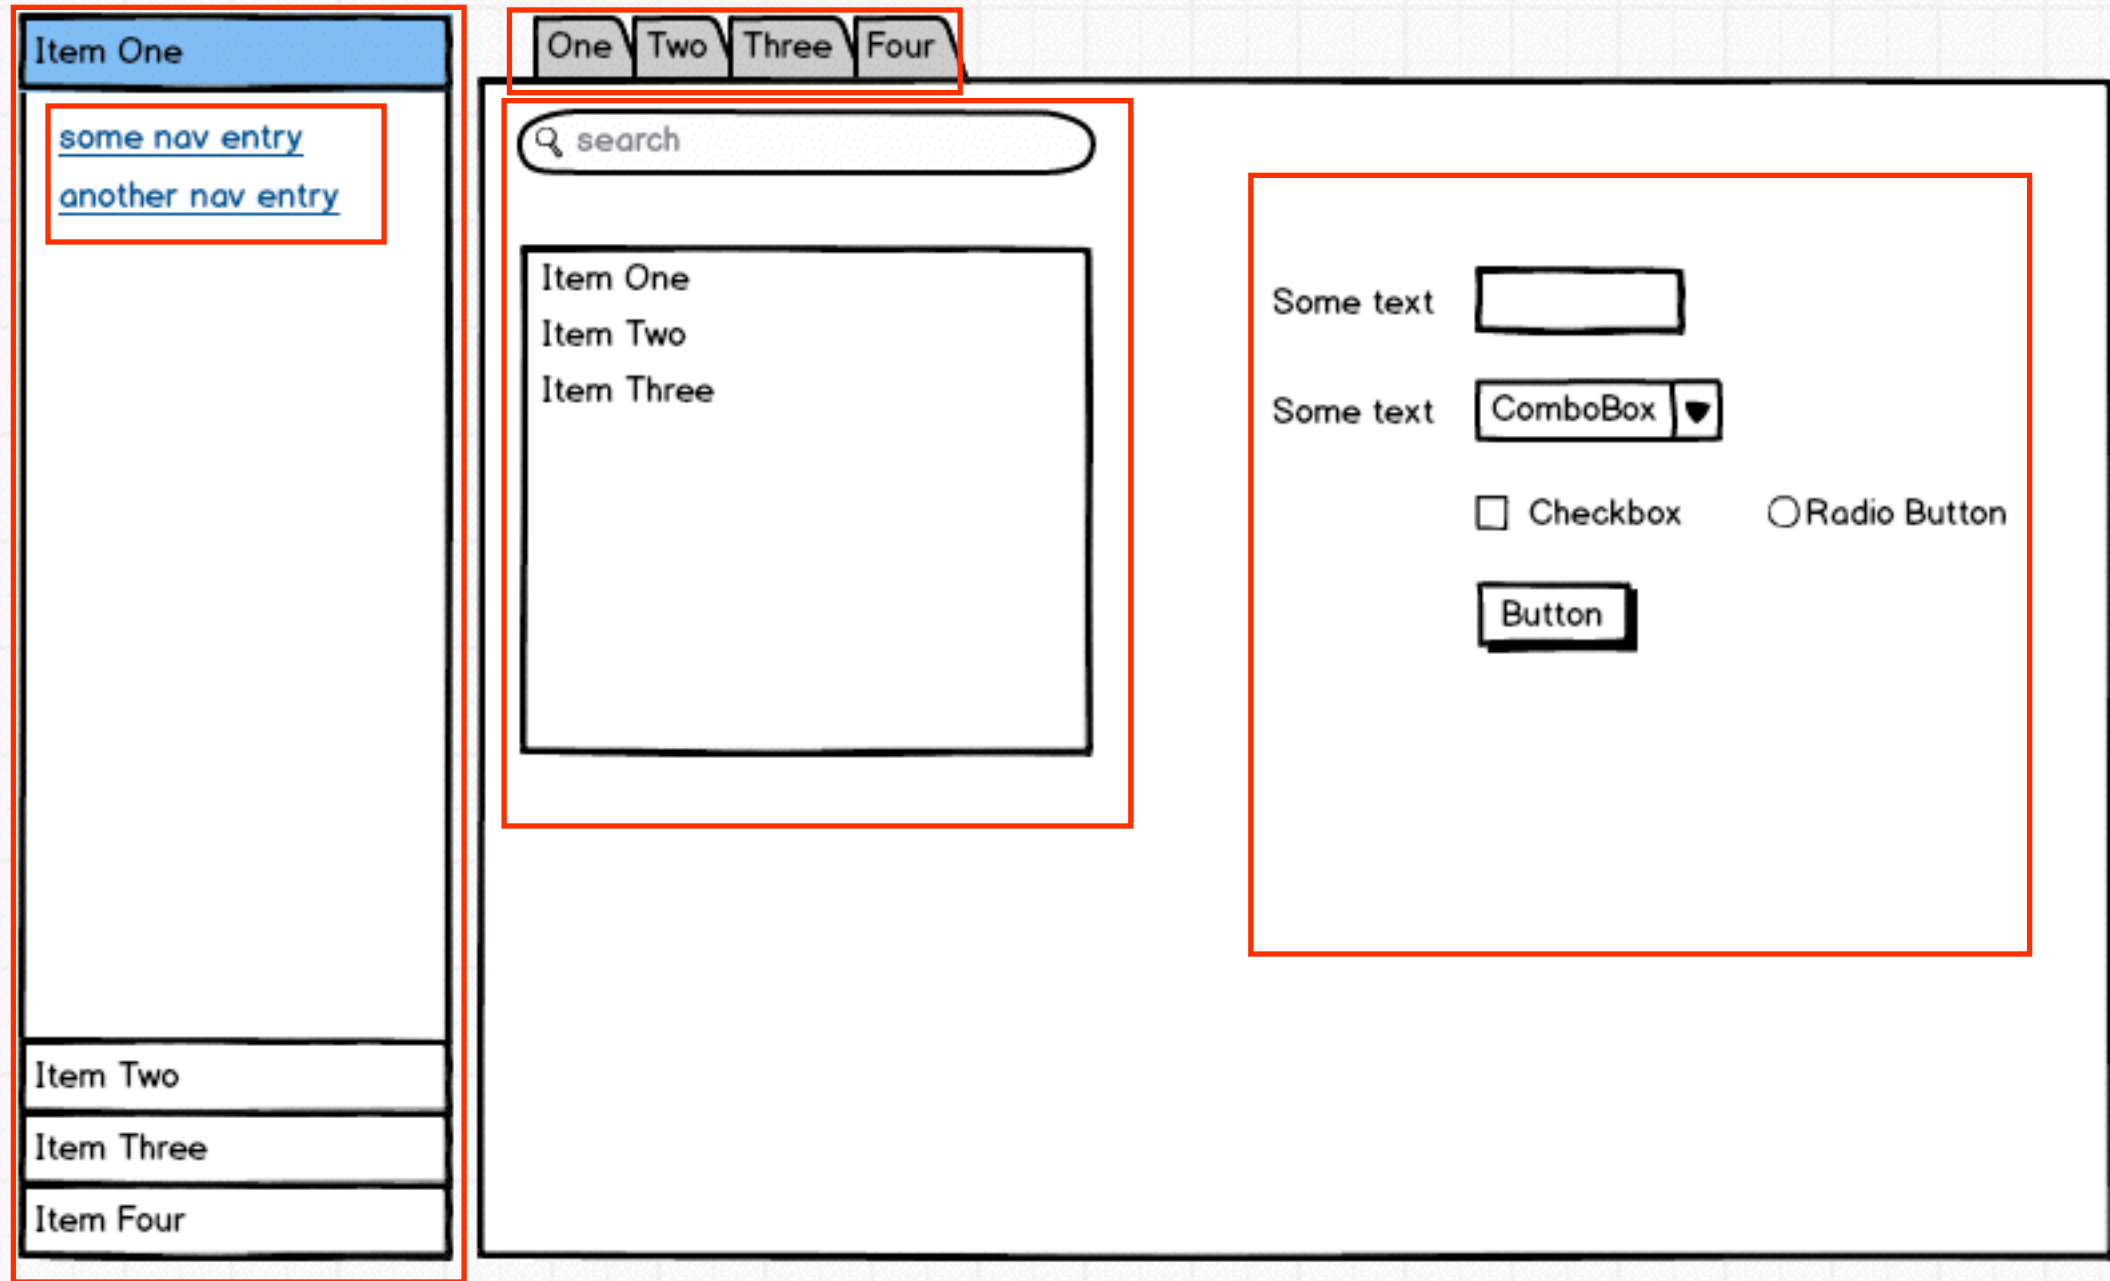 Item One
some nav entry
another nav entry
Item Two
Item Three
Item Four
One Two Three Four
search
Item One
Item Two
Item Three
Some text
Some text ComboBox
Checkbox Radio Button
Button